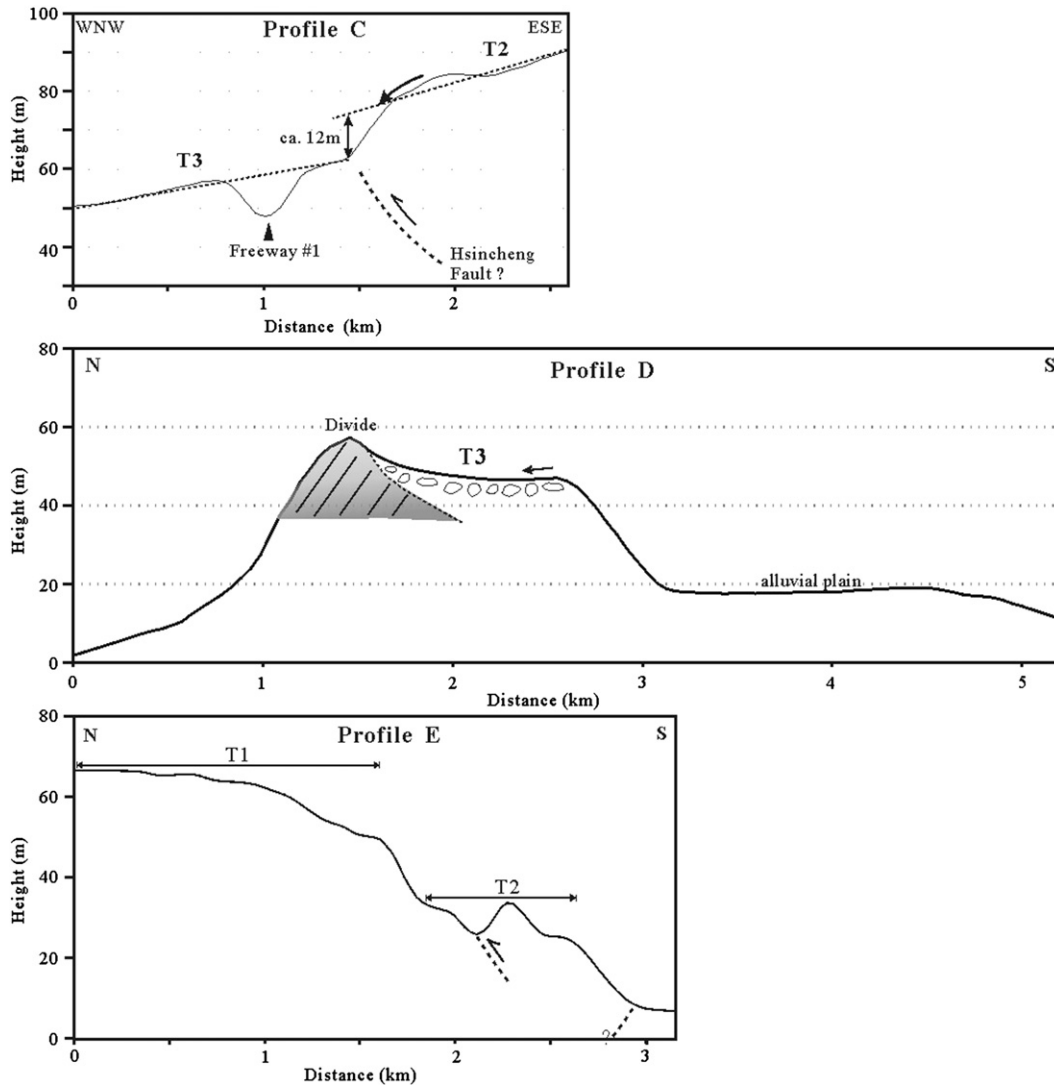 100
WNW
Profile C
ESE
T2
80
ca. 12m
T3
60
40
Freeway #1
Hsincheng
Fault ?
Height (m)
0
1
2
Distance (km)
80
N
Profile D
S
Divide
60
T3
40
20
alluvial plain
0
Height (m)
0
1
2
3
4
5
Distance (km)
80
N
Profile E
S
T1
60
40
T2
20
0
?
Height (m)
0
1
2
3
Distance (km)